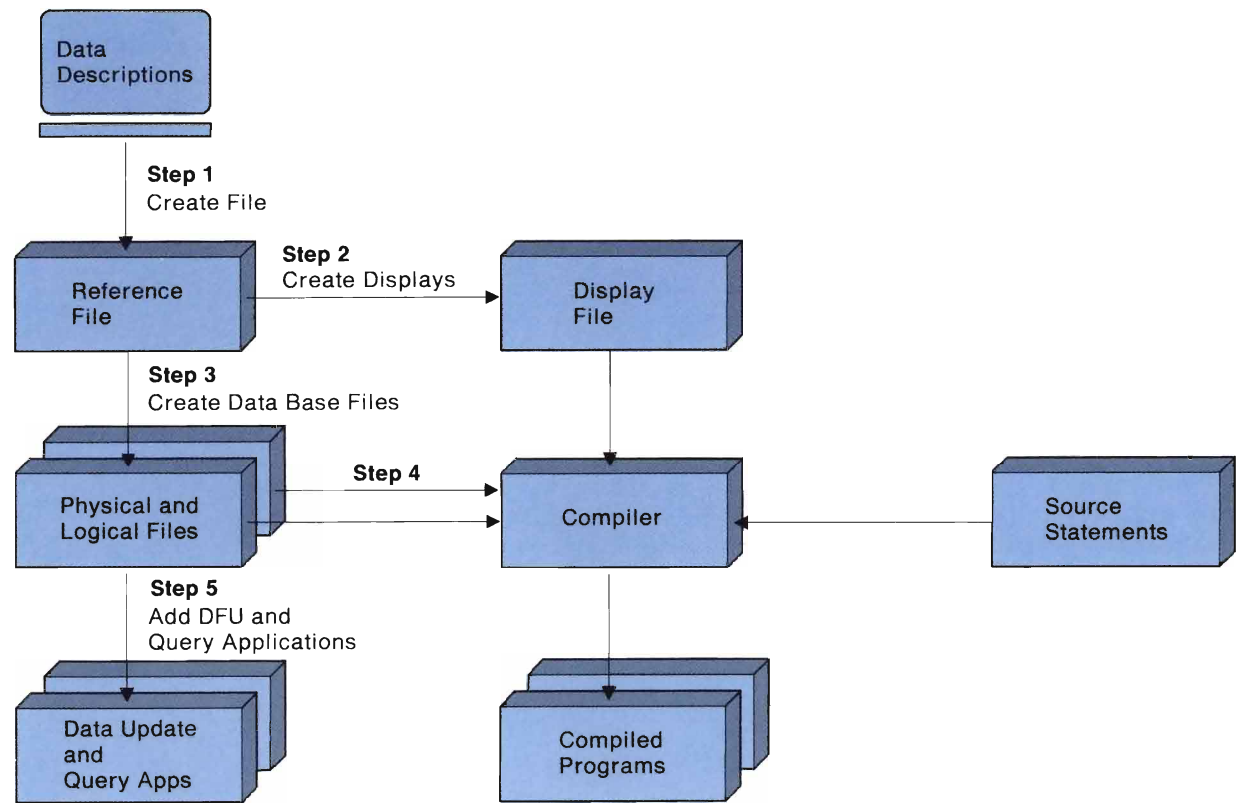 Data
Descriptions
Step 1
Create File
Reference
File
Step 2
Create Displays
Display
File
Step 3
Create Data Base Files
Physical and
Logical Files
Step 4
Compiler
Source
Statements
Step 5
Add DFU and
Query Applications
Data Update
and
Query Apps
Compiled
Programs